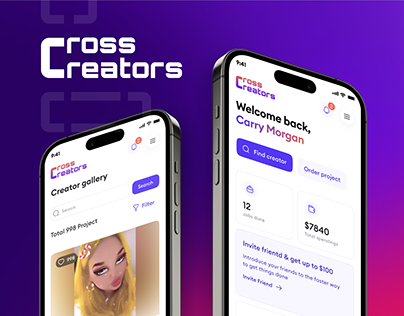 Cross
Creators
9:41
Cross
Creators
2
Creator gallery
Search
Search
Filter
Total 998 Project
998
9:41
Cross
Creators
2
Welcome back,
Carry Morgan
Find creator
Order project
12
Jobs done
$7840
Total spendings
Invite friend & get up to $100
Introduce your friends to the faster way
to get things done
Invite Friend